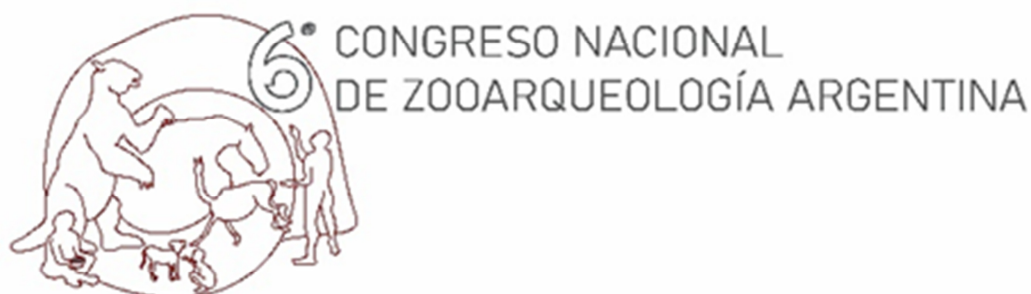 6° CONGRESO NACIONAL
DE ZOOARQUEOLOGÍA ARGENTINA